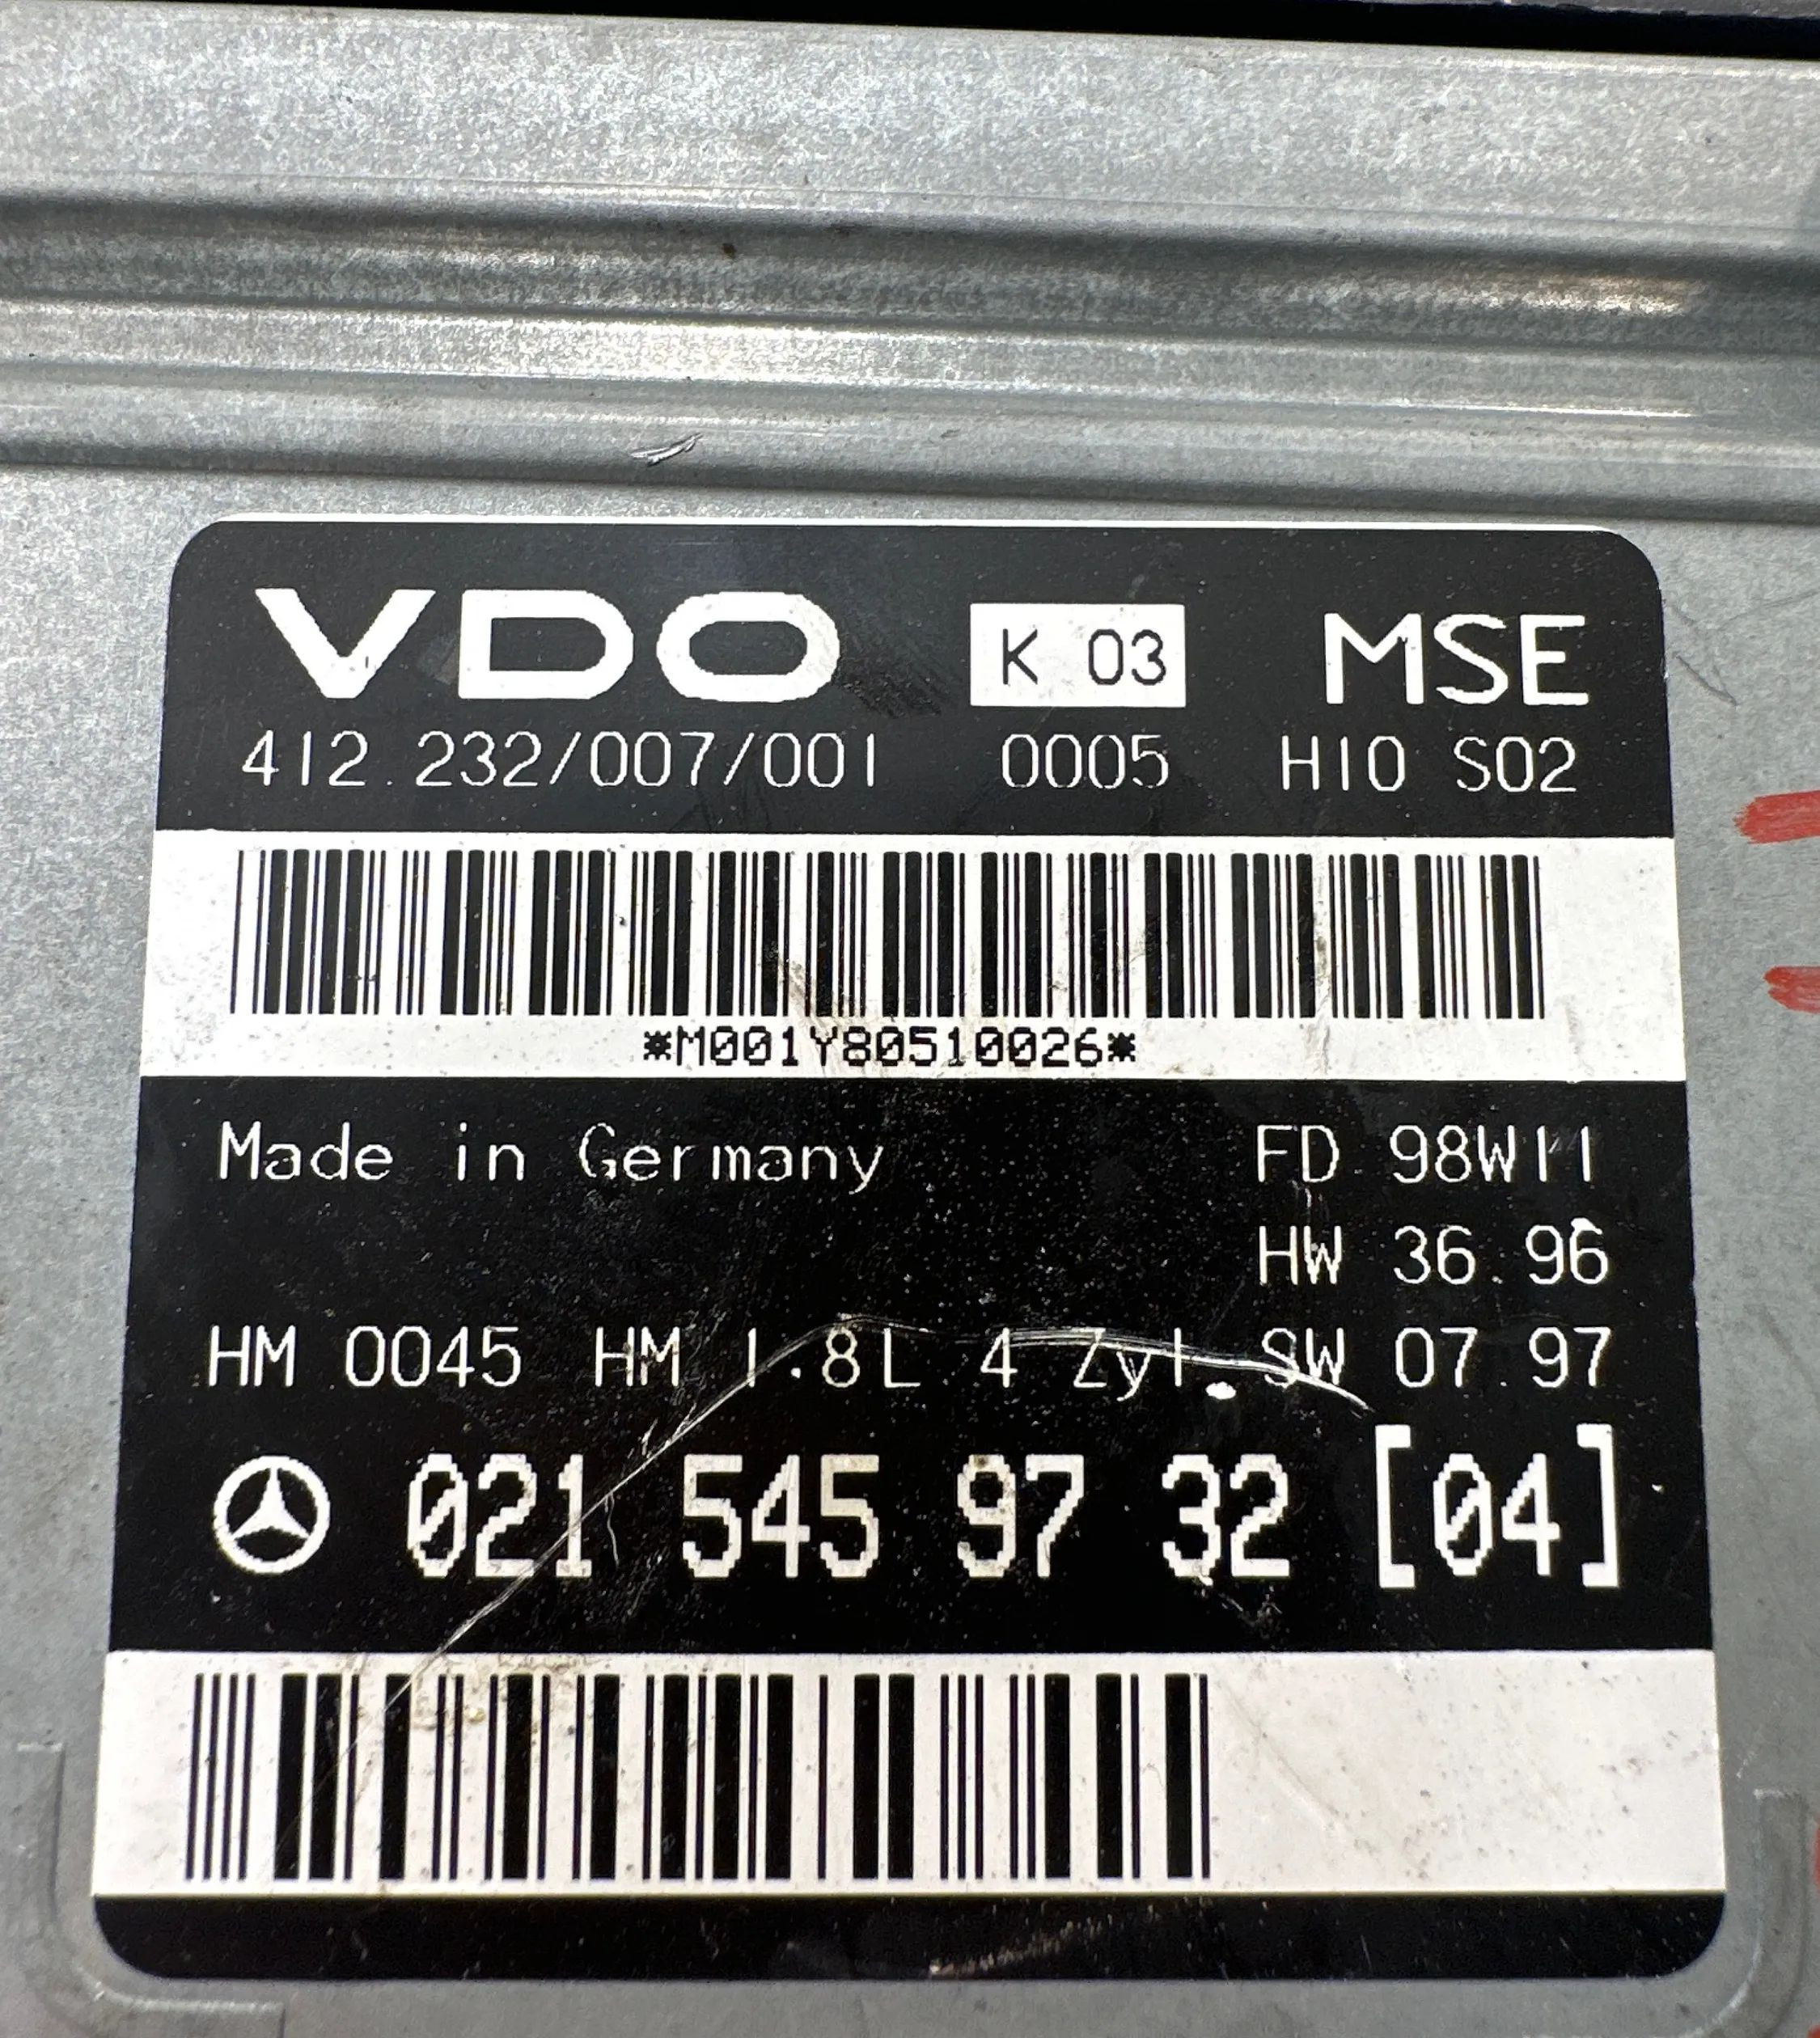 VDO K 03 MSE
412.232/007/001 0005 H10 S02
*M001Y80510026*
Made in Germany FD 98W11
HW 36.96
HM 0045 HM 1.8L 4 Zyl. SW 07.97
021 545 97 32 [04]